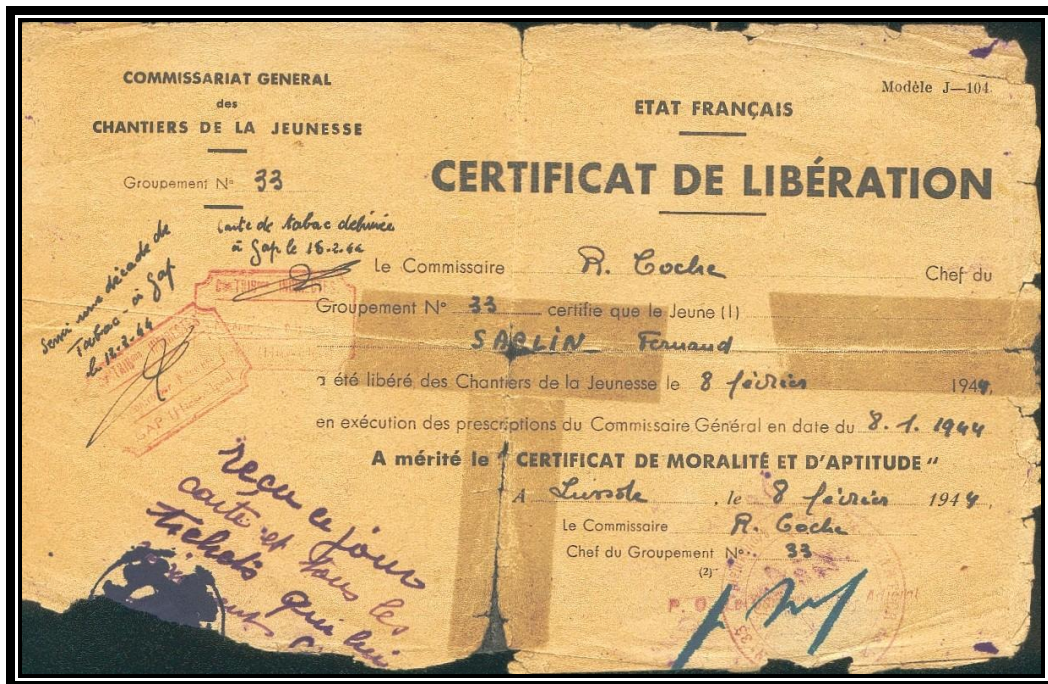 COMMISSARIAT GENERAL
des
CHANTIERS DE LA JEUNESSE
Groupement N° 33
carte de tabac délivrée
à Gap le 18.2.44
Servi une décade de
Tabac à Gap
le 18.2.44
reçu ce jour
carte et tous les
tickets qui lui
Modèle J—104
ETAT FRANÇAIS
CERTIFICAT DE LIBÉRATION
Le Commissaire R. Coche Chef du
Groupement N° 33 certifie que le Jeune (1)
SAPLIN Fernand
a été libéré des Chantiers de la Jeunesse le 8 février 1944,
en exécution des prescriptions du Commissaire Général en date du 8.1.1944
A mérité le "CERTIFICAT DE MORALITÉ ET D'APTITUDE"
A , le 8 février 1944,
Le Commissaire R. Coche
Chef du Groupement N° 33
(2)
P. O.